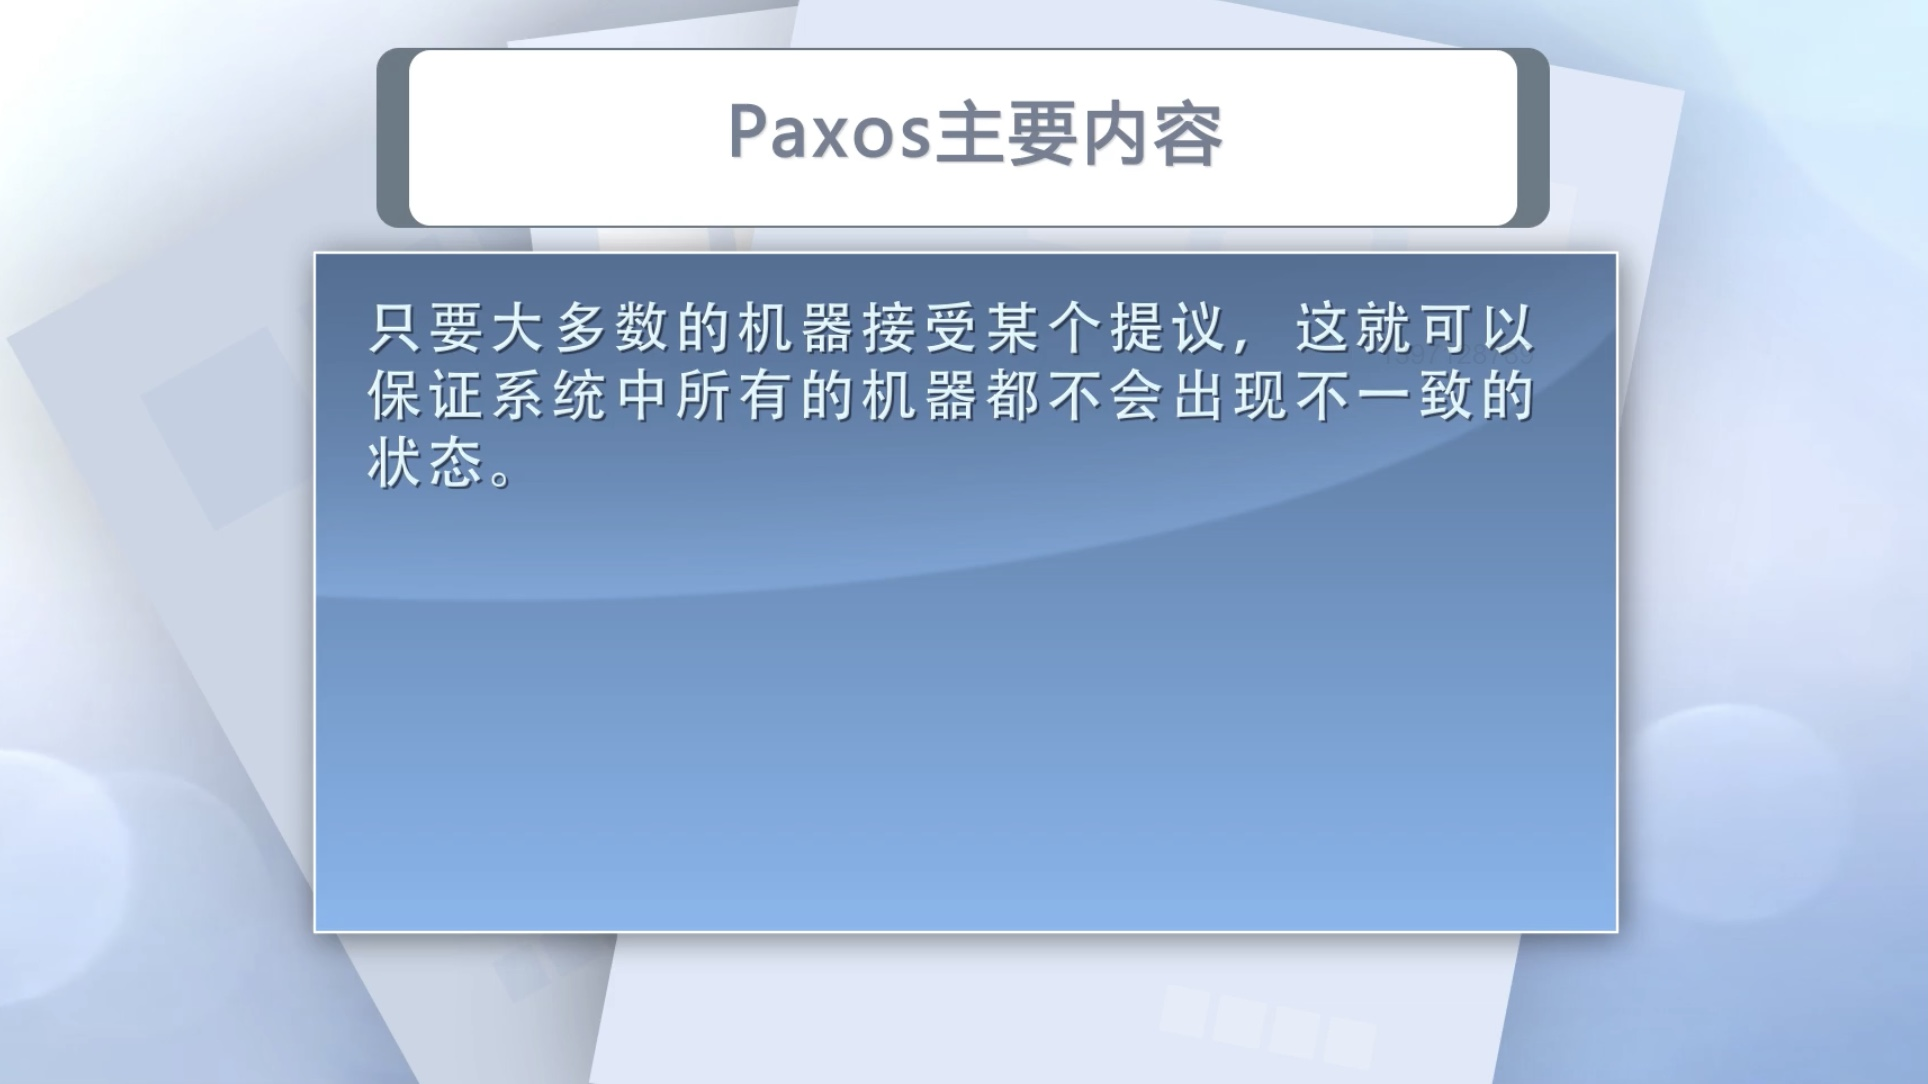 Paxos主要内容
只要大多数的机器接受某个提议，这就可以
保证系统中所有的机器都不会出现不一致的
状态。